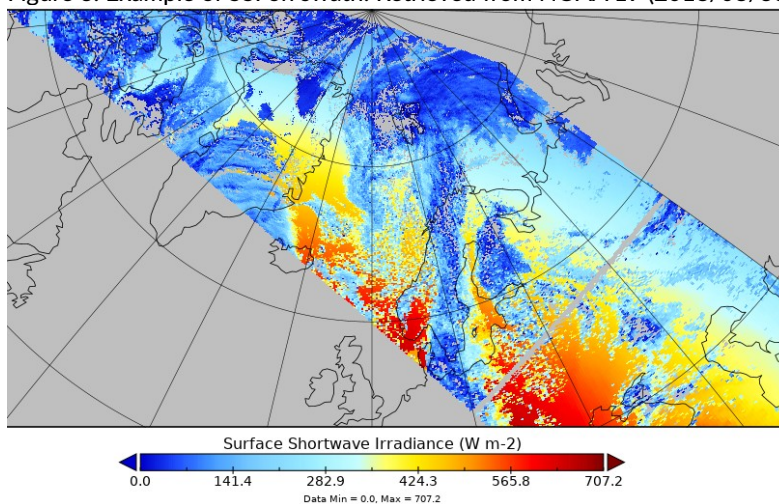 Surface Shortwave Irradiance (W m-2)
0.0 141.4 282.9 424.3 565.8 707.2
Data Min = 0.0, Max = 707.2